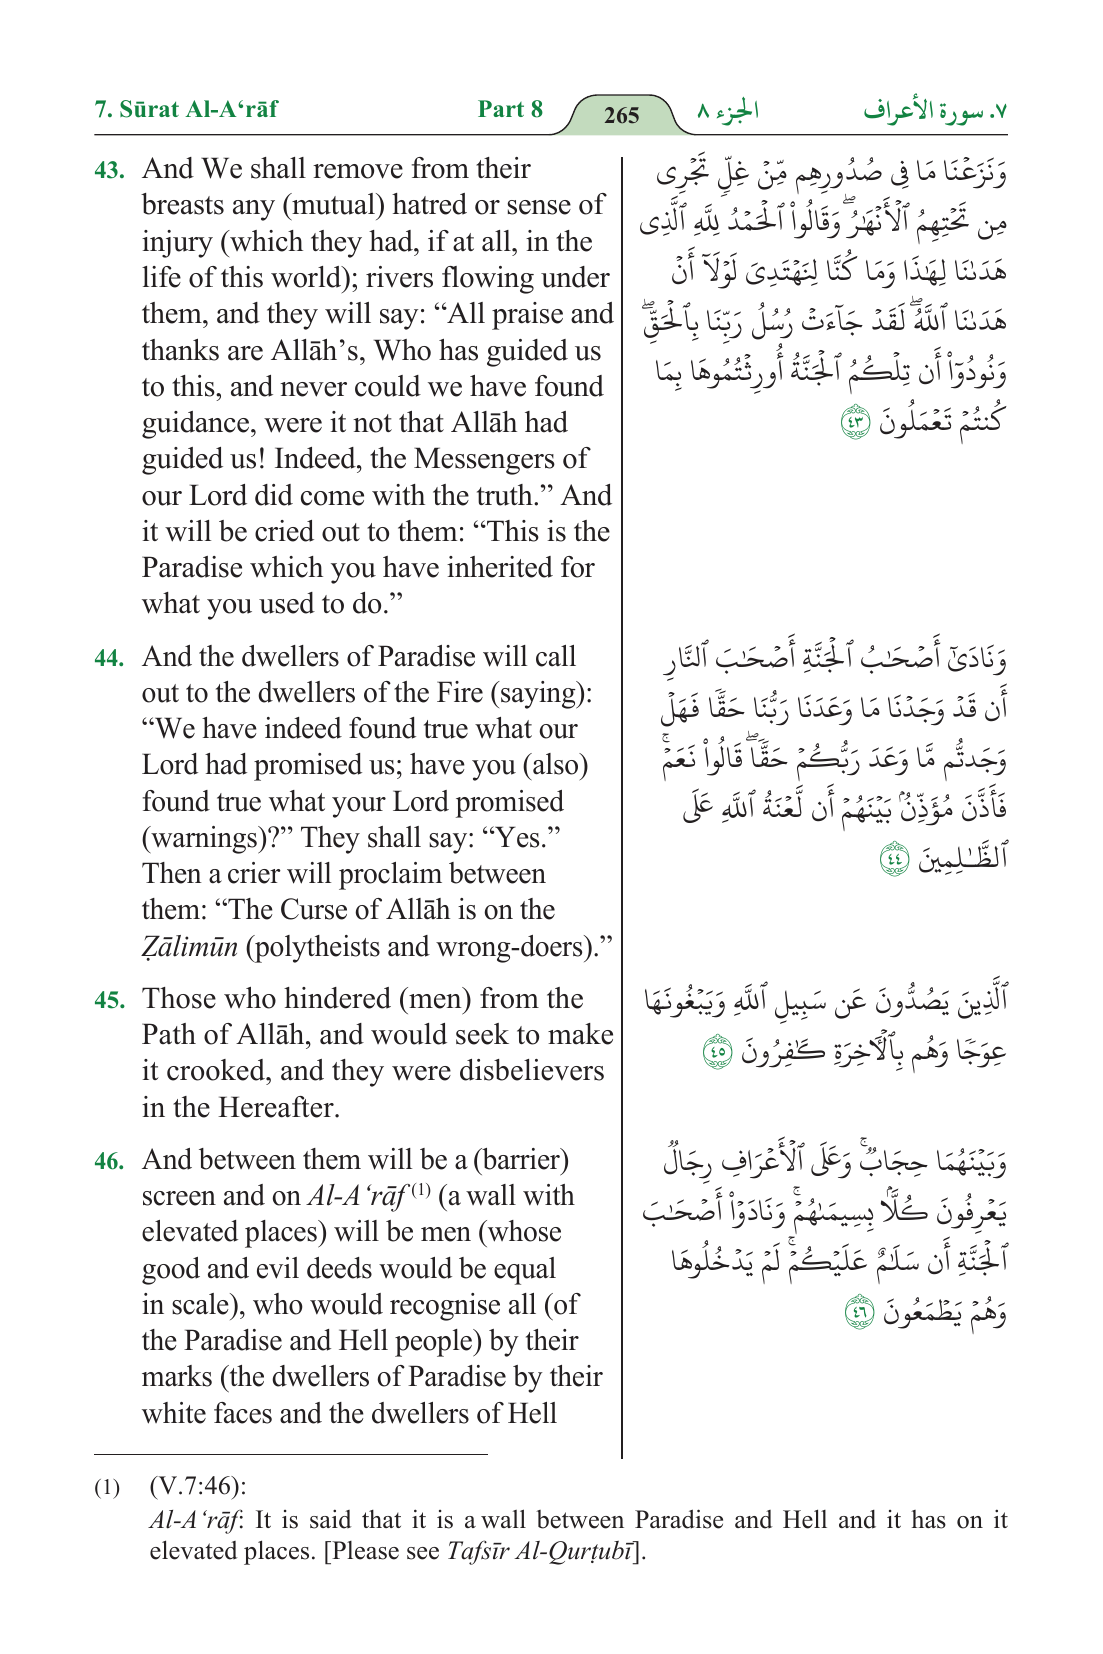 7. Sūrat Al-A‘rāf Part 8 265 الجزء ٨ ٧. سورة الأعراف
43. And We shall remove from their
breasts any (mutual) hatred or sense of
injury (which they had, if at all, in the
life of this world); rivers flowing under
them, and they will say: “All praise and
thanks are Allāh’s, Who has guided us
to this, and never could we have found
guidance, were it not that Allāh had
guided us! Indeed, the Messengers of
our Lord did come with the truth.” And
it will be cried out to them: “This is the
Paradise which you have inherited for
what you used to do.”
وَنَزَعۡنَا مَا فِى صُدُورِهِم مِّنۡ غِلٍّ تَجۡرِى
مِن تَحۡتِهِمُ ٱلۡأَنۡهَٰرُۖ وَقَالُواْ ٱلۡحَمۡدُ لِلَّهِ ٱلَّذِى
هَدَىٰنَا لِهَٰذَا وَمَا كُنَّا لِنَهۡتَدِىَ لَوۡلَآ أَنۡ
هَدَىٰنَا ٱللَّهُۖ لَقَدۡ جَآءَتۡ رُسُلُ رَبِّنَا بِٱلۡحَقِّۖ
وَنُودُوٓاْ أَن تِلۡكُمُ ٱلۡجَنَّةُ أُورِثۡتُمُوهَا بِمَا
كُنتُمۡ تَعۡمَلُونَ ٤٣
44. And the dwellers of Paradise will call
out to the dwellers of the Fire (saying):
“We have indeed found true what our
Lord had promised us; have you (also)
found true what your Lord promised
(warnings)?” They shall say: “Yes.”
Then a crier will proclaim between
them: “The Curse of Allāh is on the
Ẓālimūn (polytheists and wrong-doers).”
وَنَادَىٰٓ أَصۡحَٰبُ ٱلۡجَنَّةِ أَصۡحَٰبَ ٱلنَّارِ
أَن قَدۡ وَجَدۡنَا مَا وَعَدَنَا رَبُّنَا حَقّٗا فَهَلۡ
وَجَدتُّم مَّا وَعَدَ رَبُّكُمۡ حَقّٗاۖ قَالُواْ نَعَمۡۚ
فَأَذَّنَ مُؤَذِّنُۢ بَيۡنَهُمۡ أَن لَّعۡنَةُ ٱللَّهِ عَلَى
ٱلظَّٰلِمِينَ ٤٤
45. Those who hindered (men) from the
Path of Allāh, and would seek to make
it crooked, and they were disbelievers
in the Hereafter.
ٱلَّذِينَ يَصُدُّونَ عَن سَبِيلِ ٱللَّهِ وَيَبۡغُونَهَا
عِوَجٗا وَهُم بِٱلۡأٓخِرَةِ كَٰفِرُونَ ٤٥
46. And between them will be a (barrier)
screen and on Al-A‘rāf (1) (a wall with
elevated places) will be men (whose
good and evil deeds would be equal
in scale), who would recognise all (of
the Paradise and Hell people) by their
marks (the dwellers of Paradise by their
white faces and the dwellers of Hell
وَبَيۡنَهُمَا حِجَابٞۚ وَعَلَى ٱلۡأَعۡرَافِ رِجَالٞ
يَعۡرِفُونَ كُلَّۢا بِسِيمَىٰهُمۡۚ وَنَادَوۡاْ أَصۡحَٰبَ
ٱلۡجَنَّةِ أَن سَلَٰمٌ عَلَيۡكُمۡۚ لَمۡ يَدۡخُلُوهَا
وَهُمۡ يَطۡمَعُونَ ٤٦
(1) (V.7:46):
Al-A‘rāf: It is said that it is a wall between Paradise and Hell and it has on it
elevated places. [Please see Tafsīr Al-Qurṭubī].